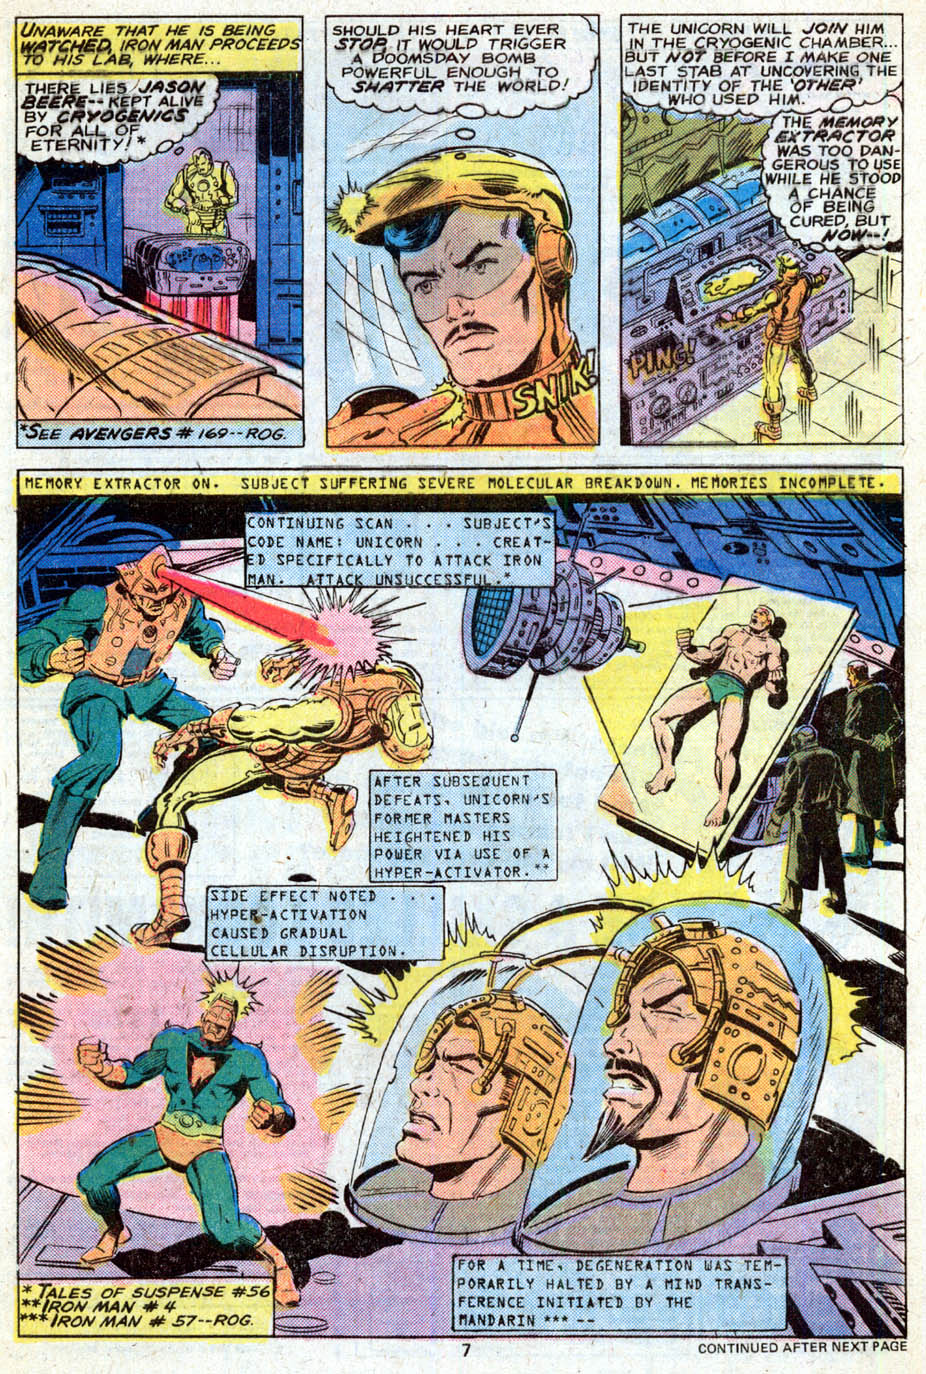 UNAWARE THAT HE IS BEING
WATCHED, IRON MAN PROCEEDS
TO HIS LAB, WHERE...
THERE LIES JASON
BEERE--KEPT ALIVE
BY CRYOGENICS
FOR ALL OF
ETERNITY!*
*SEE AVENGERS #169--ROG.
SHOULD HIS HEART EVER
STOP, IT WOULD TRIGGER
A DOOMSDAY BOMB
POWERFUL ENOUGH TO
SHATTER THE WORLD!
SNIK!
THE UNICORN WILL JOIN HIM
IN THE CRYOGENIC CHAMBER...
BUT NOT BEFORE I MAKE ONE
LAST STAB AT UNCOVERING THE
IDENTITY OF THE 'OTHER'
WHO USED HIM.
THE MEMORY
EXTRACTOR
WAS TOO DAN-
GEROUS TO USE
WHILE HE STOOD
A CHANCE
OF BEING
CURED, BUT
NOW--!
PING!
MEMORY EXTRACTOR ON. SUBJECT SUFFERING SEVERE MOLECULAR BREAKDOWN. MEMORIES INCOMPLETE.
CONTINUING SCAN . . . SUBJECT'S
CODE NAME: UNICORN . . . CREAT-
ED SPECIFICALLY TO ATTACK IRON
MAN. ATTACK UNSUCCESSFUL.*
AFTER SUBSEQUENT
DEFEATS, UNICORN'S
FORMER MASTERS
HEIGHTENED HIS
POWER VIA USE OF A
HYPER-ACTIVATOR.**
SIDE EFFECT NOTED . . .
HYPER-ACTIVATION
CAUSED GRADUAL
CELLULAR DISRUPTION.
FOR A TIME, DEGENERATION WAS TEM-
PORARILY HALTED BY A MIND TRANS-
FERENCE INITIATED BY THE
MANDARIN *** --
* TALES OF SUSPENSE #56
**IRON MAN #4
***IRON MAN #57--ROG.
7
CONTINUED AFTER NEXT PAGE